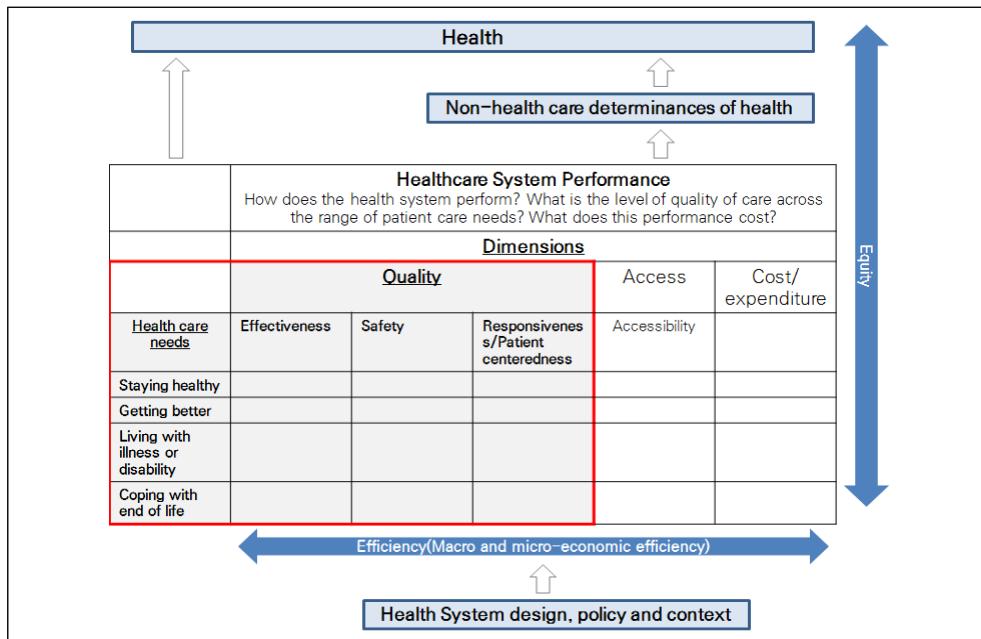 Health
Non-health care determinances of health
Healthcare System Performance
How does the health system perform? What is the level of quality of care across
the range of patient care needs? What does this performance cost?
Dimensions
Quality
Access
Cost/
expenditure
Health care
needs
Effectiveness
Safety
Responsivenes
s/Patient
centeredness
Accessibility
Staying healthy
Getting better
Living with
illness or
disability
Coping with
end of life
Equity
Efficiency(Macro and micro-economic efficiency)
Health System design, policy and context